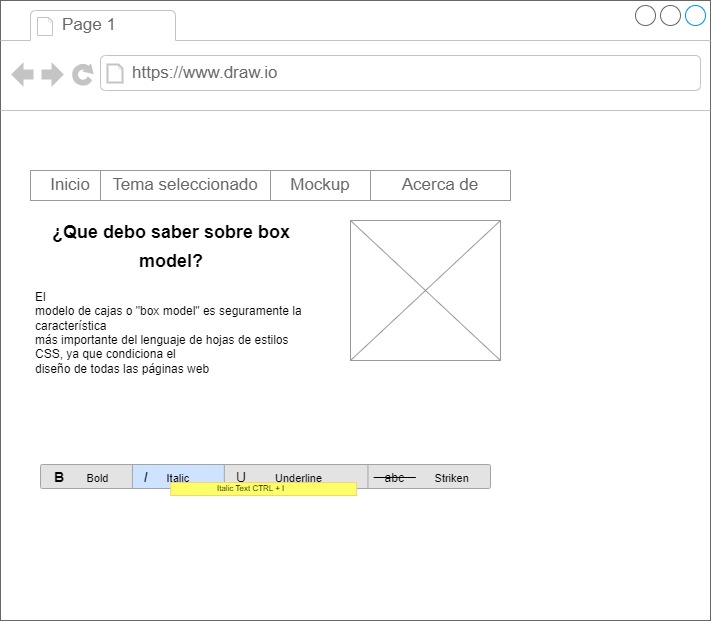 Page 1
https://www.draw.io
Inicio Tema seleccionado Mockup Acerca de
¿Que debo saber sobre box
model?
El
modelo de cajas o "box model" es seguramente la
característica
más importante del lenguaje de hojas de estilos
CSS, ya que condiciona el
diseño de todas las páginas web
B Bold I Italic U Underline abc Striken
Italic Text CTRL + I